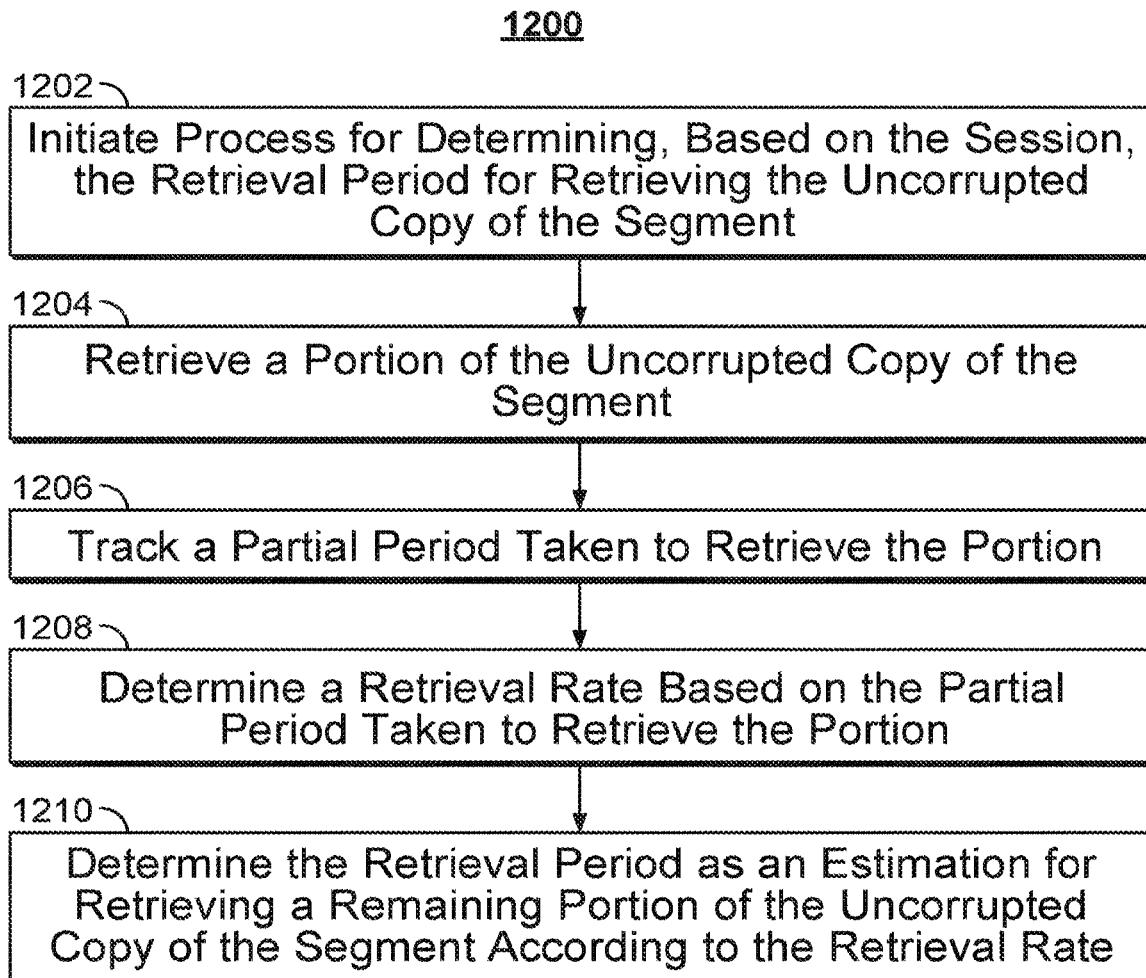 1200
1202
Initiate Process for Determining, Based on the Session,
the Retrieval Period for Retrieving the Uncorrupted
Copy of the Segment
1204
Retrieve a Portion of the Uncorrupted Copy of the
Segment
1206
Track a Partial Period Taken to Retrieve the Portion
1208
Determine a Retrieval Rate Based on the Partial
Period Taken to Retrieve the Portion
1210
Determine the Retrieval Period as an Estimation for
Retrieving a Remaining Portion of the Uncorrupted
Copy of the Segment According to the Retrieval Rate